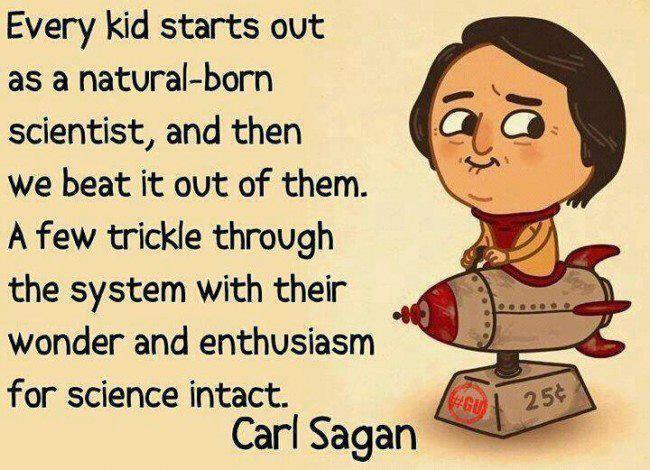 Every kid starts out
as a natural-born
scientist, and then
we beat it out of them.
A few trickle through
the system with their
wonder and enthusiasm
for science intact.
Carl Sagan
#GU
25¢